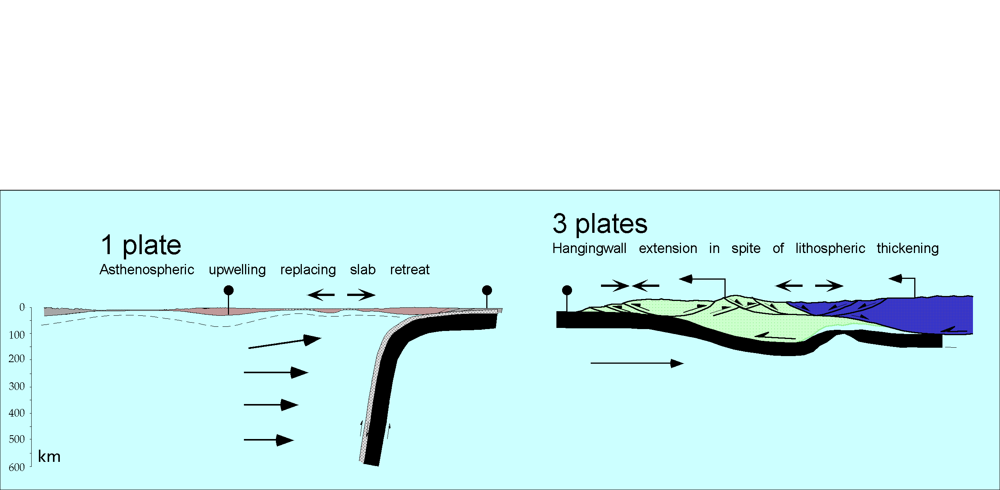 1 plate
Asthenospheric upwelling replacing slab retreat
3 plates
Hangingwall extension in spite of lithospheric thickening
0
100
200
300
400
500
600
km